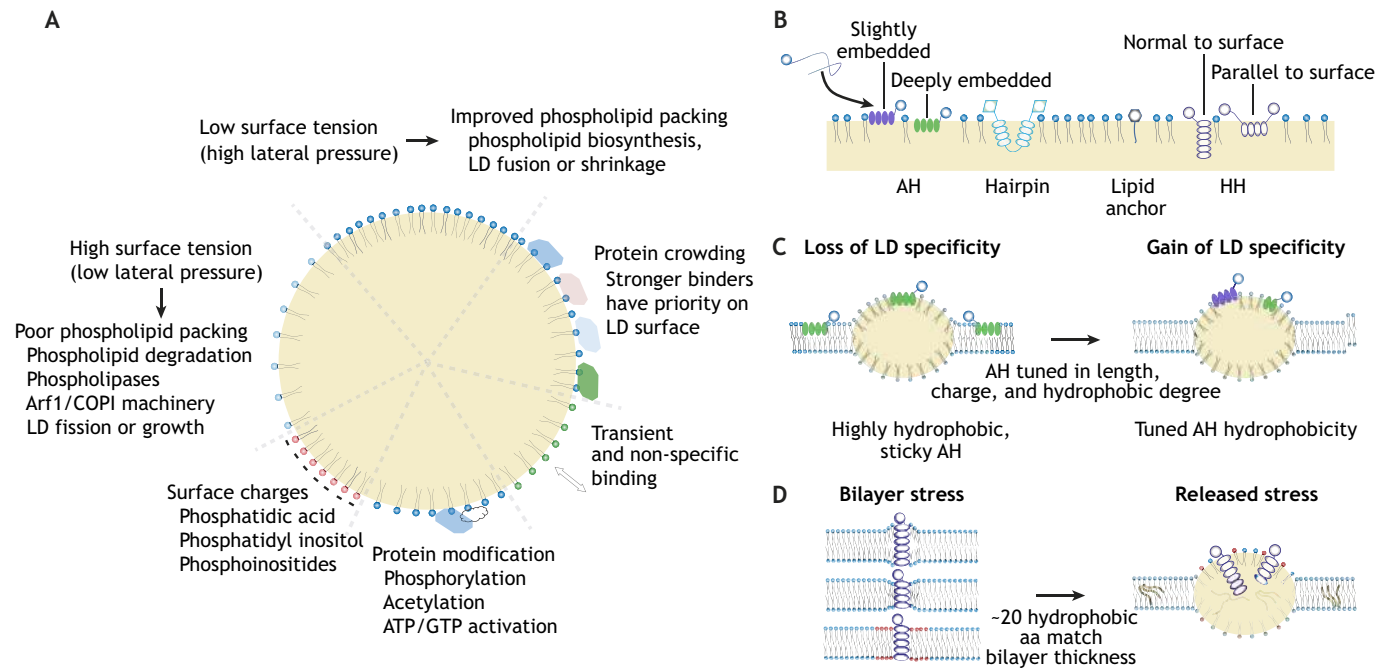 A
Low surface tension
(high lateral pressure)
Improved phospholipid packing
phospholipid biosynthesis,
LD fusion or shrinkage
High surface tension
(low lateral pressure)
Poor phospholipid packing
Phospholipid degradation
Phospholipases
Arf1/COPI machinery
LD fission or growth
Protein crowding
Stronger binders
have priority on
LD surface
Transient
and non-specific
binding
Surface charges
Phosphatidic acid
Phosphatidyl inositol
Phosphoinositides
Protein modification
Phosphorylation
Acetylation
ATP/GTP activation
B
Slightly
embedded
Deeply embedded
Normal to surface
Parallel to surface
AH
Hairpin
Lipid
anchor
HH
C
Loss of LD specificity
Gain of LD specificity
AH tuned in length,
charge, and hydrophobic degree
Highly hydrophobic,
sticky AH
Tuned AH hydrophobicity
D
Bilayer stress
Released stress
~20 hydrophobic
aa match
bilayer thickness